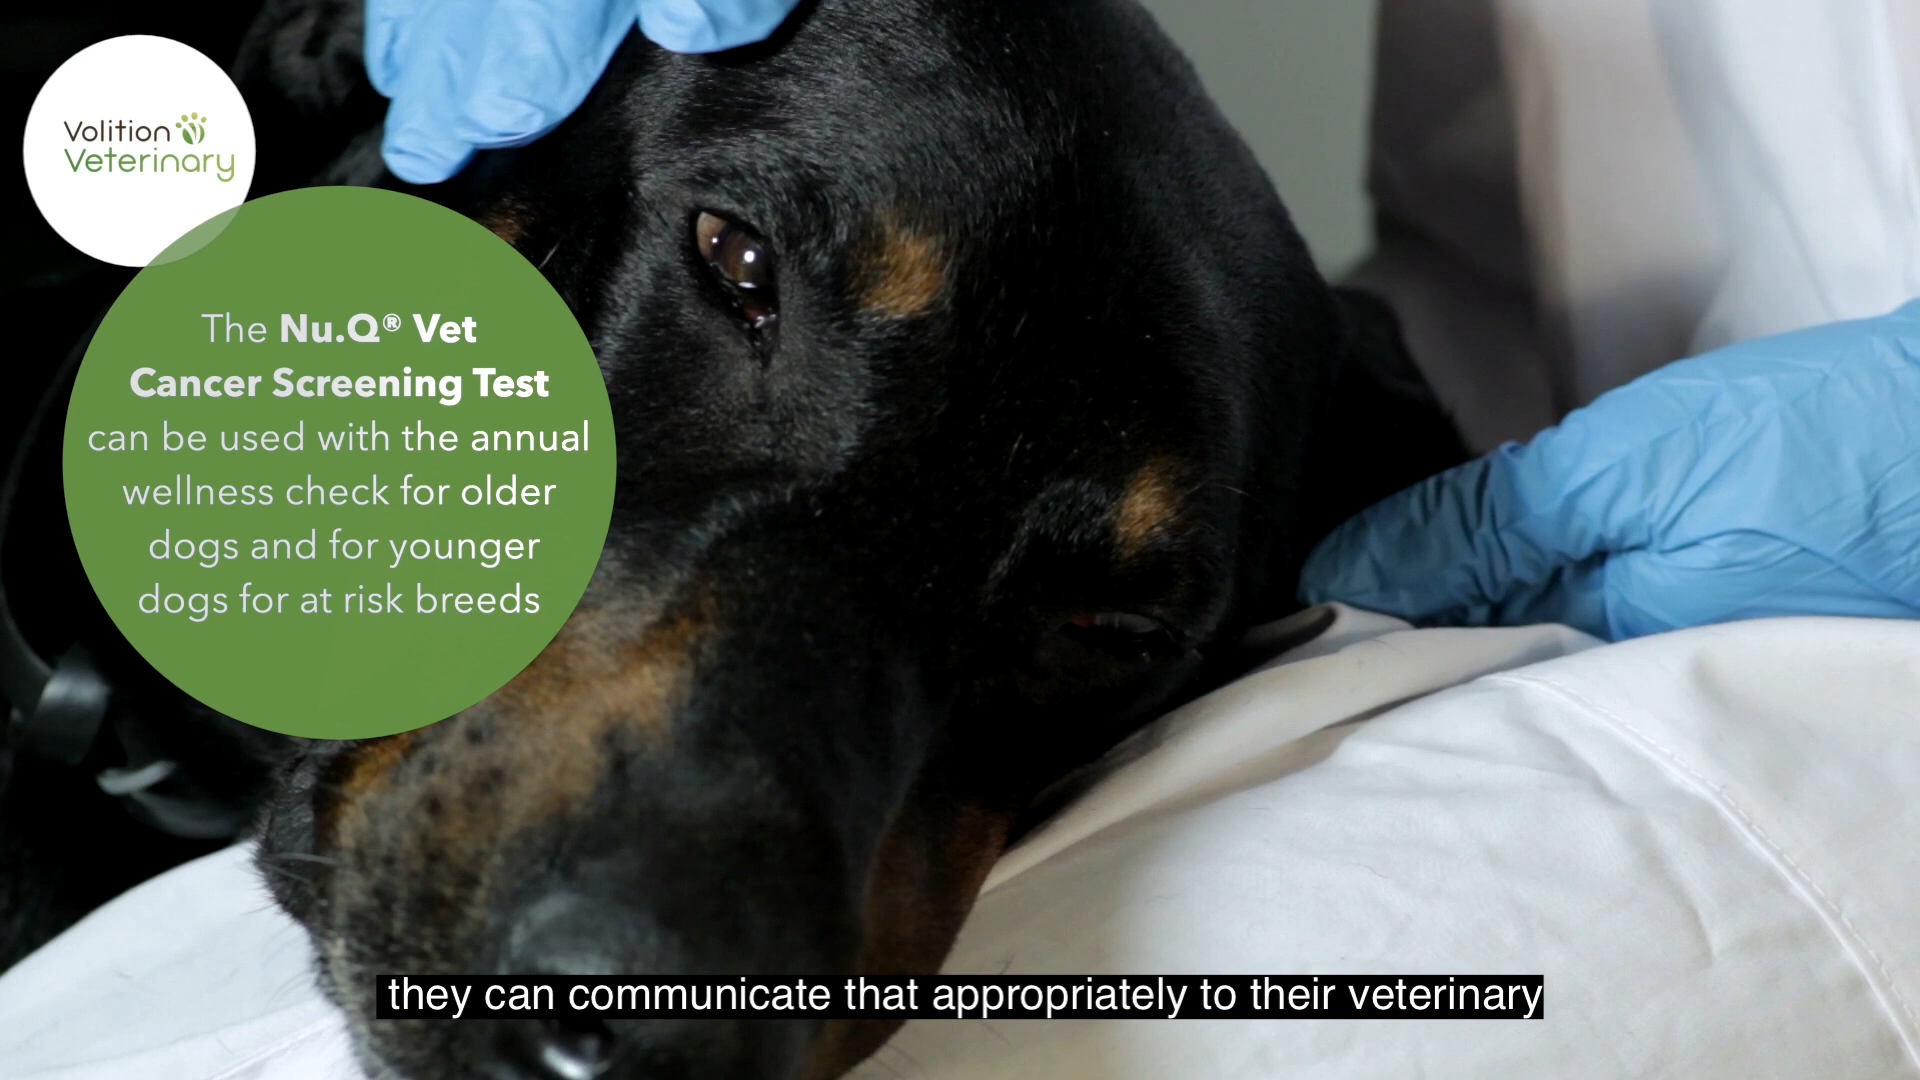 Volition
Veterinary
The Nu.Q® Vet
Cancer Screening Test
can be used with the annual
wellness check for older
dogs and for younger
dogs for at risk breeds
they can communicate that appropriately to their veterinary